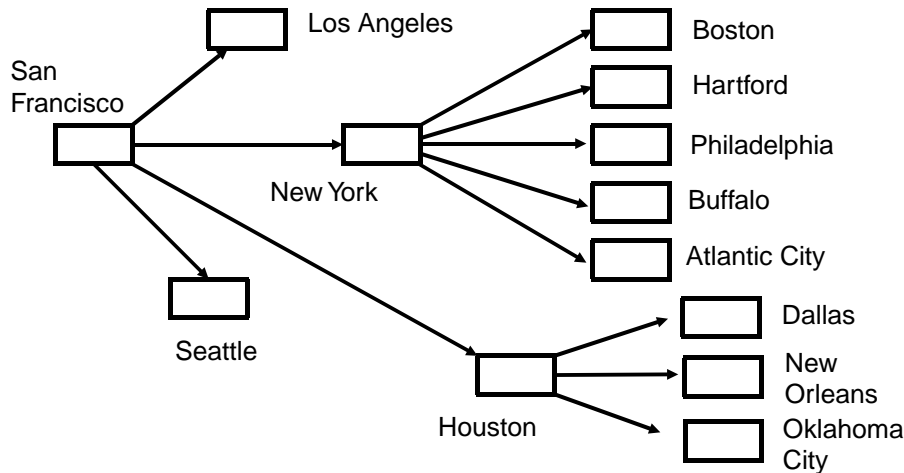 Los Angeles
San
Francisco
New York
Seattle
Boston
Hartford
Philadelphia
Buffalo
Atlantic City
Houston
Dallas
New
Orleans
Oklahoma
City